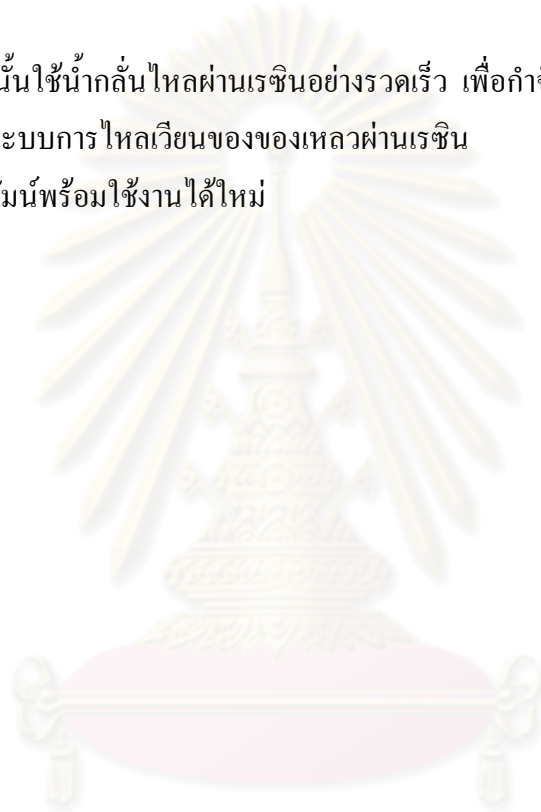 นั้นใช้น้ำกลั่นไหลผ่านเรซินอย่างรวดเร็ว เพื่อกำจ
ะบบการไหลเวียนของของเหลวผ่านเรซิน
ัมน์พร้อมใช้งานได้ใหม่